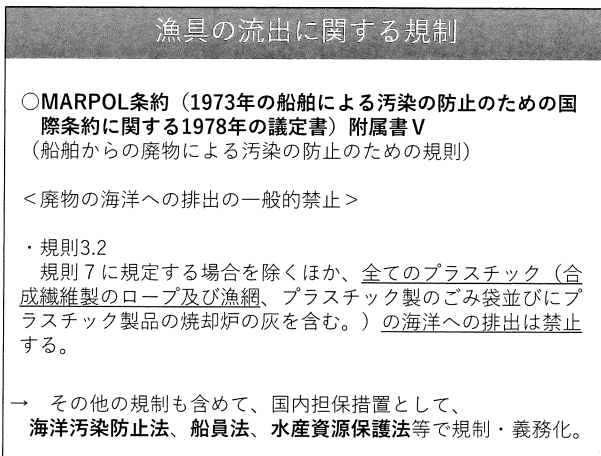 漁具の流出に関する規制
○MARPOL条約（1973年の船舶による汚染の防止のための国
際条約に関する1978年の議定書）附属書Ⅴ
（船舶からの廃物による汚染の防止のための規則）
＜廃物の海洋への排出の一般的禁止＞
・規則3.2
規則７に規定する場合を除くほか、全てのプラスチック（合
成繊維製のロープ及び漁網、プラスチック製のごみ袋並びにプ
ラスチック製品の焼却炉の灰を含む。）の海洋への排出は禁止
する。
→　その他の規制も含めて、国内担保措置として、
海洋汚染防止法、船員法、水産資源保護法等で規制・義務化。